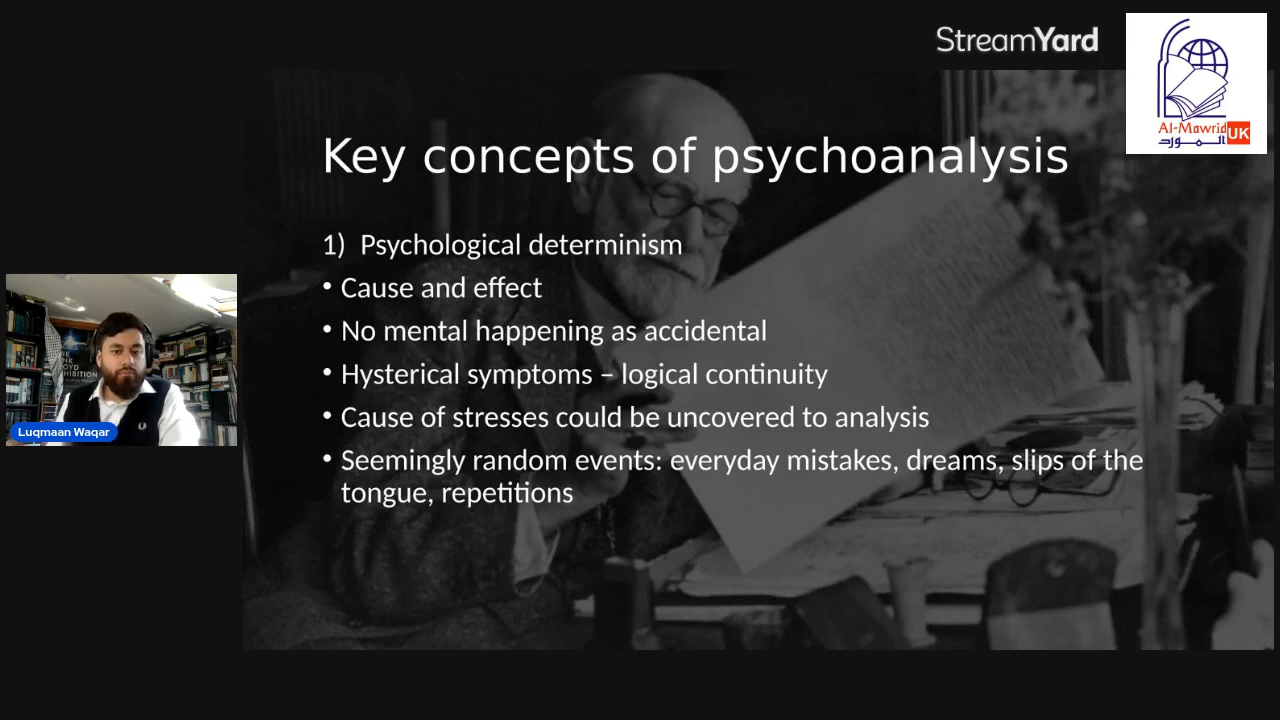 StreamYard
Al-Mawrid
UK
المورد
Key concepts of psychoanalysis
1) Psychological determinism
• Cause and effect
• No mental happening as accidental
• Hysterical symptoms – logical continuity
• Cause of stresses could be uncovered to analysis
• Seemingly random events: everyday mistakes, dreams, slips of the
tongue, repetitions
Luqmaan Waqar